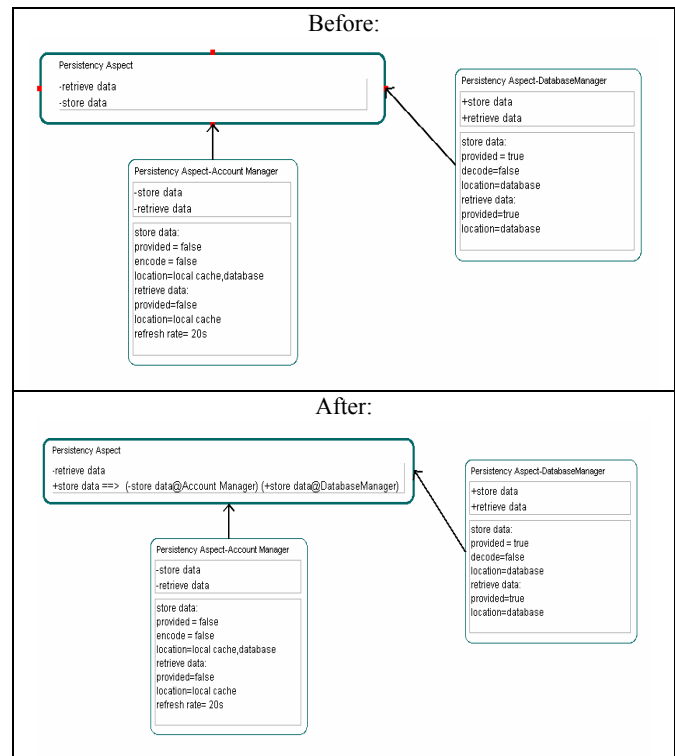 Before:
Persistency Aspect
-retrieve data
-store data
Persistency Aspect-DatabaseManager
+store data
+retrieve data
store data:
provided = true
decode=false
location=database
retrieve data:
provided=true
location=database
Persistency Aspect-Account Manager
-store data
-retrieve data
store data:
provided = false
encode = false
location=local cache,database
retrieve data:
provided=false
location=local cache
refresh rate= 20s
After:
Persistency Aspect
-retrieve data
+store data ==> (-store data@Account Manager) (+store data@DatabaseManager)
Persistency Aspect-DatabaseManager
+store data
+retrieve data
store data:
provided = true
decode=false
location=database
retrieve data:
provided=true
location=database
Persistency Aspect-Account Manager
-store data
-retrieve data
store data:
provided = false
encode = false
location=local cache,database
retrieve data:
provided=false
location=local cache
refresh rate= 20s